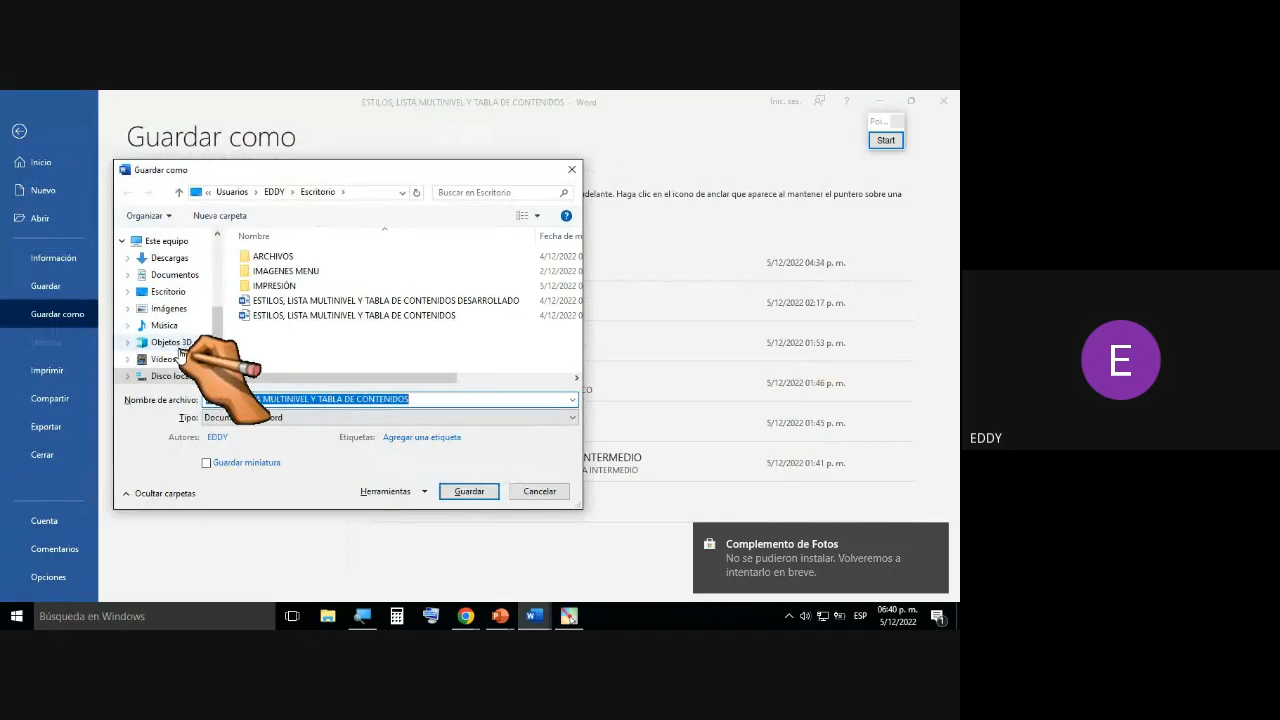 ESTILOS, LISTA MULTINIVEL Y TABLA DE CONTENIDOS - Word
Inic. ses.
?
Poi...
Start
Guardar como
Inicio
Nuevo
Abrir
Información
Guardar
Guardar como
Imprimir
Compartir
Exportar
Cerrar
Cuenta
Comentarios
Opciones
delante. Haga clic en el icono de anclar que aparece al mantener el puntero sobre una
5/12/2022 04:34 p. m.
5/12/2022 02:17 p. m.
5/12/2022 01:53 p. m.
CO
5/12/2022 01:46 p. m.
5/12/2022 01:45 p. m.
NTERMEDIO
A INTERMEDIO
5/12/2022 01:41 p. m.
Guardar como
« Usuarios > EDDY > Escritorio >
Buscar en Escritorio
Organizar
Nueva carpeta
Este equipo
Descargas
Documentos
Escritorio
Imágenes
Música
Objetos 3D
Vídeos
Disco loca
Nombre
Fecha de m
ARCHIVOS
4/12/2022 0
IMAGENES MENU
2/12/2022 0
IMPRESIÓN
5/12/2022 0
ESTILOS, LISTA MULTINIVEL Y TABLA DE CONTENIDOS DESARROLLADO
4/12/2022 0
ESTILOS, LISTA MULTINIVEL Y TABLA DE CONTENIDOS
4/12/2022 0
Nombre de archivo:
MULTINIVEL Y TABLA DE CONTENIDOS
Tipo:
Autores: EDDY
Etiquetas: Agregar una etiqueta
Guardar miniatura
Ocultar carpetas
Herramientas
Guardar
Cancelar
Complemento de Fotos
No se pudieron instalar. Volveremos a
intentarlo en breve.
Búsqueda en Windows
ESP
06:40 p. m.
5/12/2022
1
E
EDDY